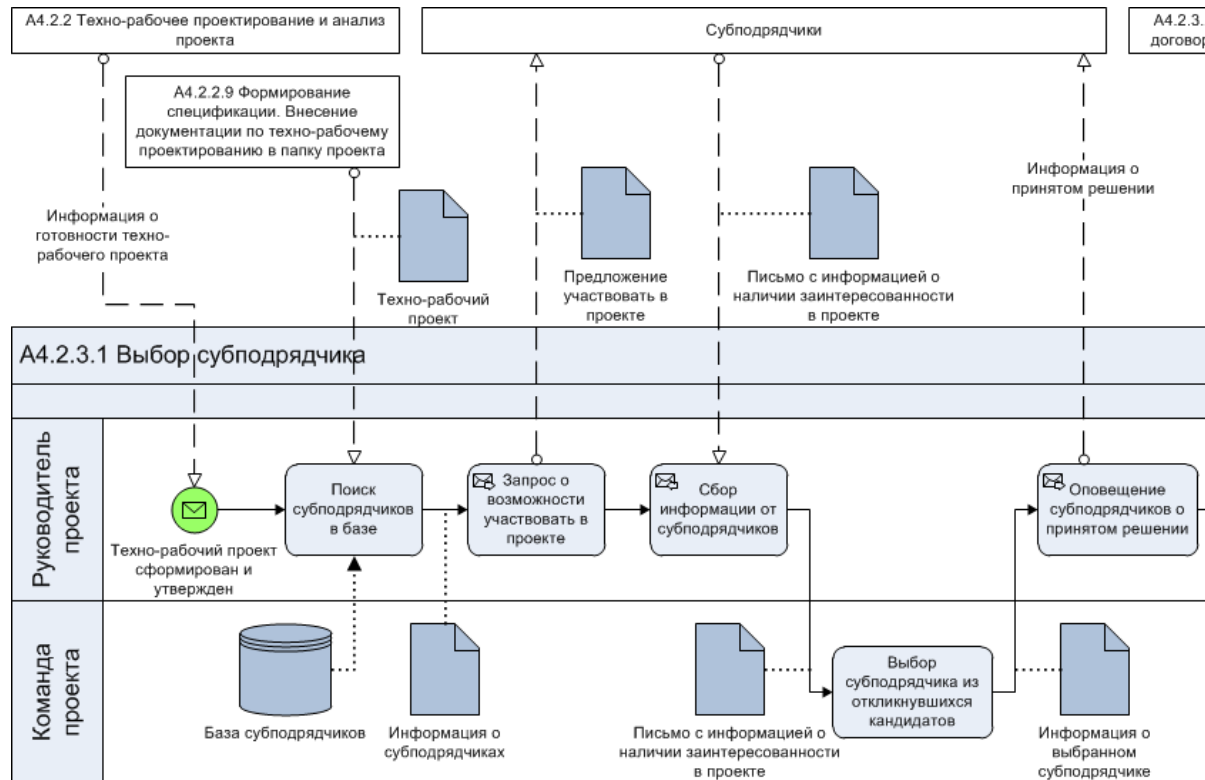 А4.2.2 Техно-рабочее проектирование и анализ
проекта
Субподрядчики
А4.2.3.
договор
А4.2.2.9 Формирование
спецификации. Внесение
документации по техно-рабочему
проектированию в папку проекта
Информация о
готовности техно-
рабочего проекта
Техно-рабочий
проект
Предложение
участвовать в
проекте
Письмо с информацией о
наличии заинтересованности
в проекте
Информация о
принятом решении
А4.2.3.1 Выбор субподрядчика
Руководитель
проекта
Техно-рабочий проект
сформирован и
утвержден
Поиск
субподрядчиков
в базе
Запрос о
возможности
участвовать в
проекте
Сбор
информации от
субподрядчиков
Оповещение
субподрядчиков о
принятом решении
Команда
проекта
База субподрядчиков
Информация о
субподрядчиках
Письмо с информацией о
наличии заинтересованности
в проекте
Выбор
субподрядчика из
откликнувшихся
кандидатов
Информация о
выбранном
субподрядчике